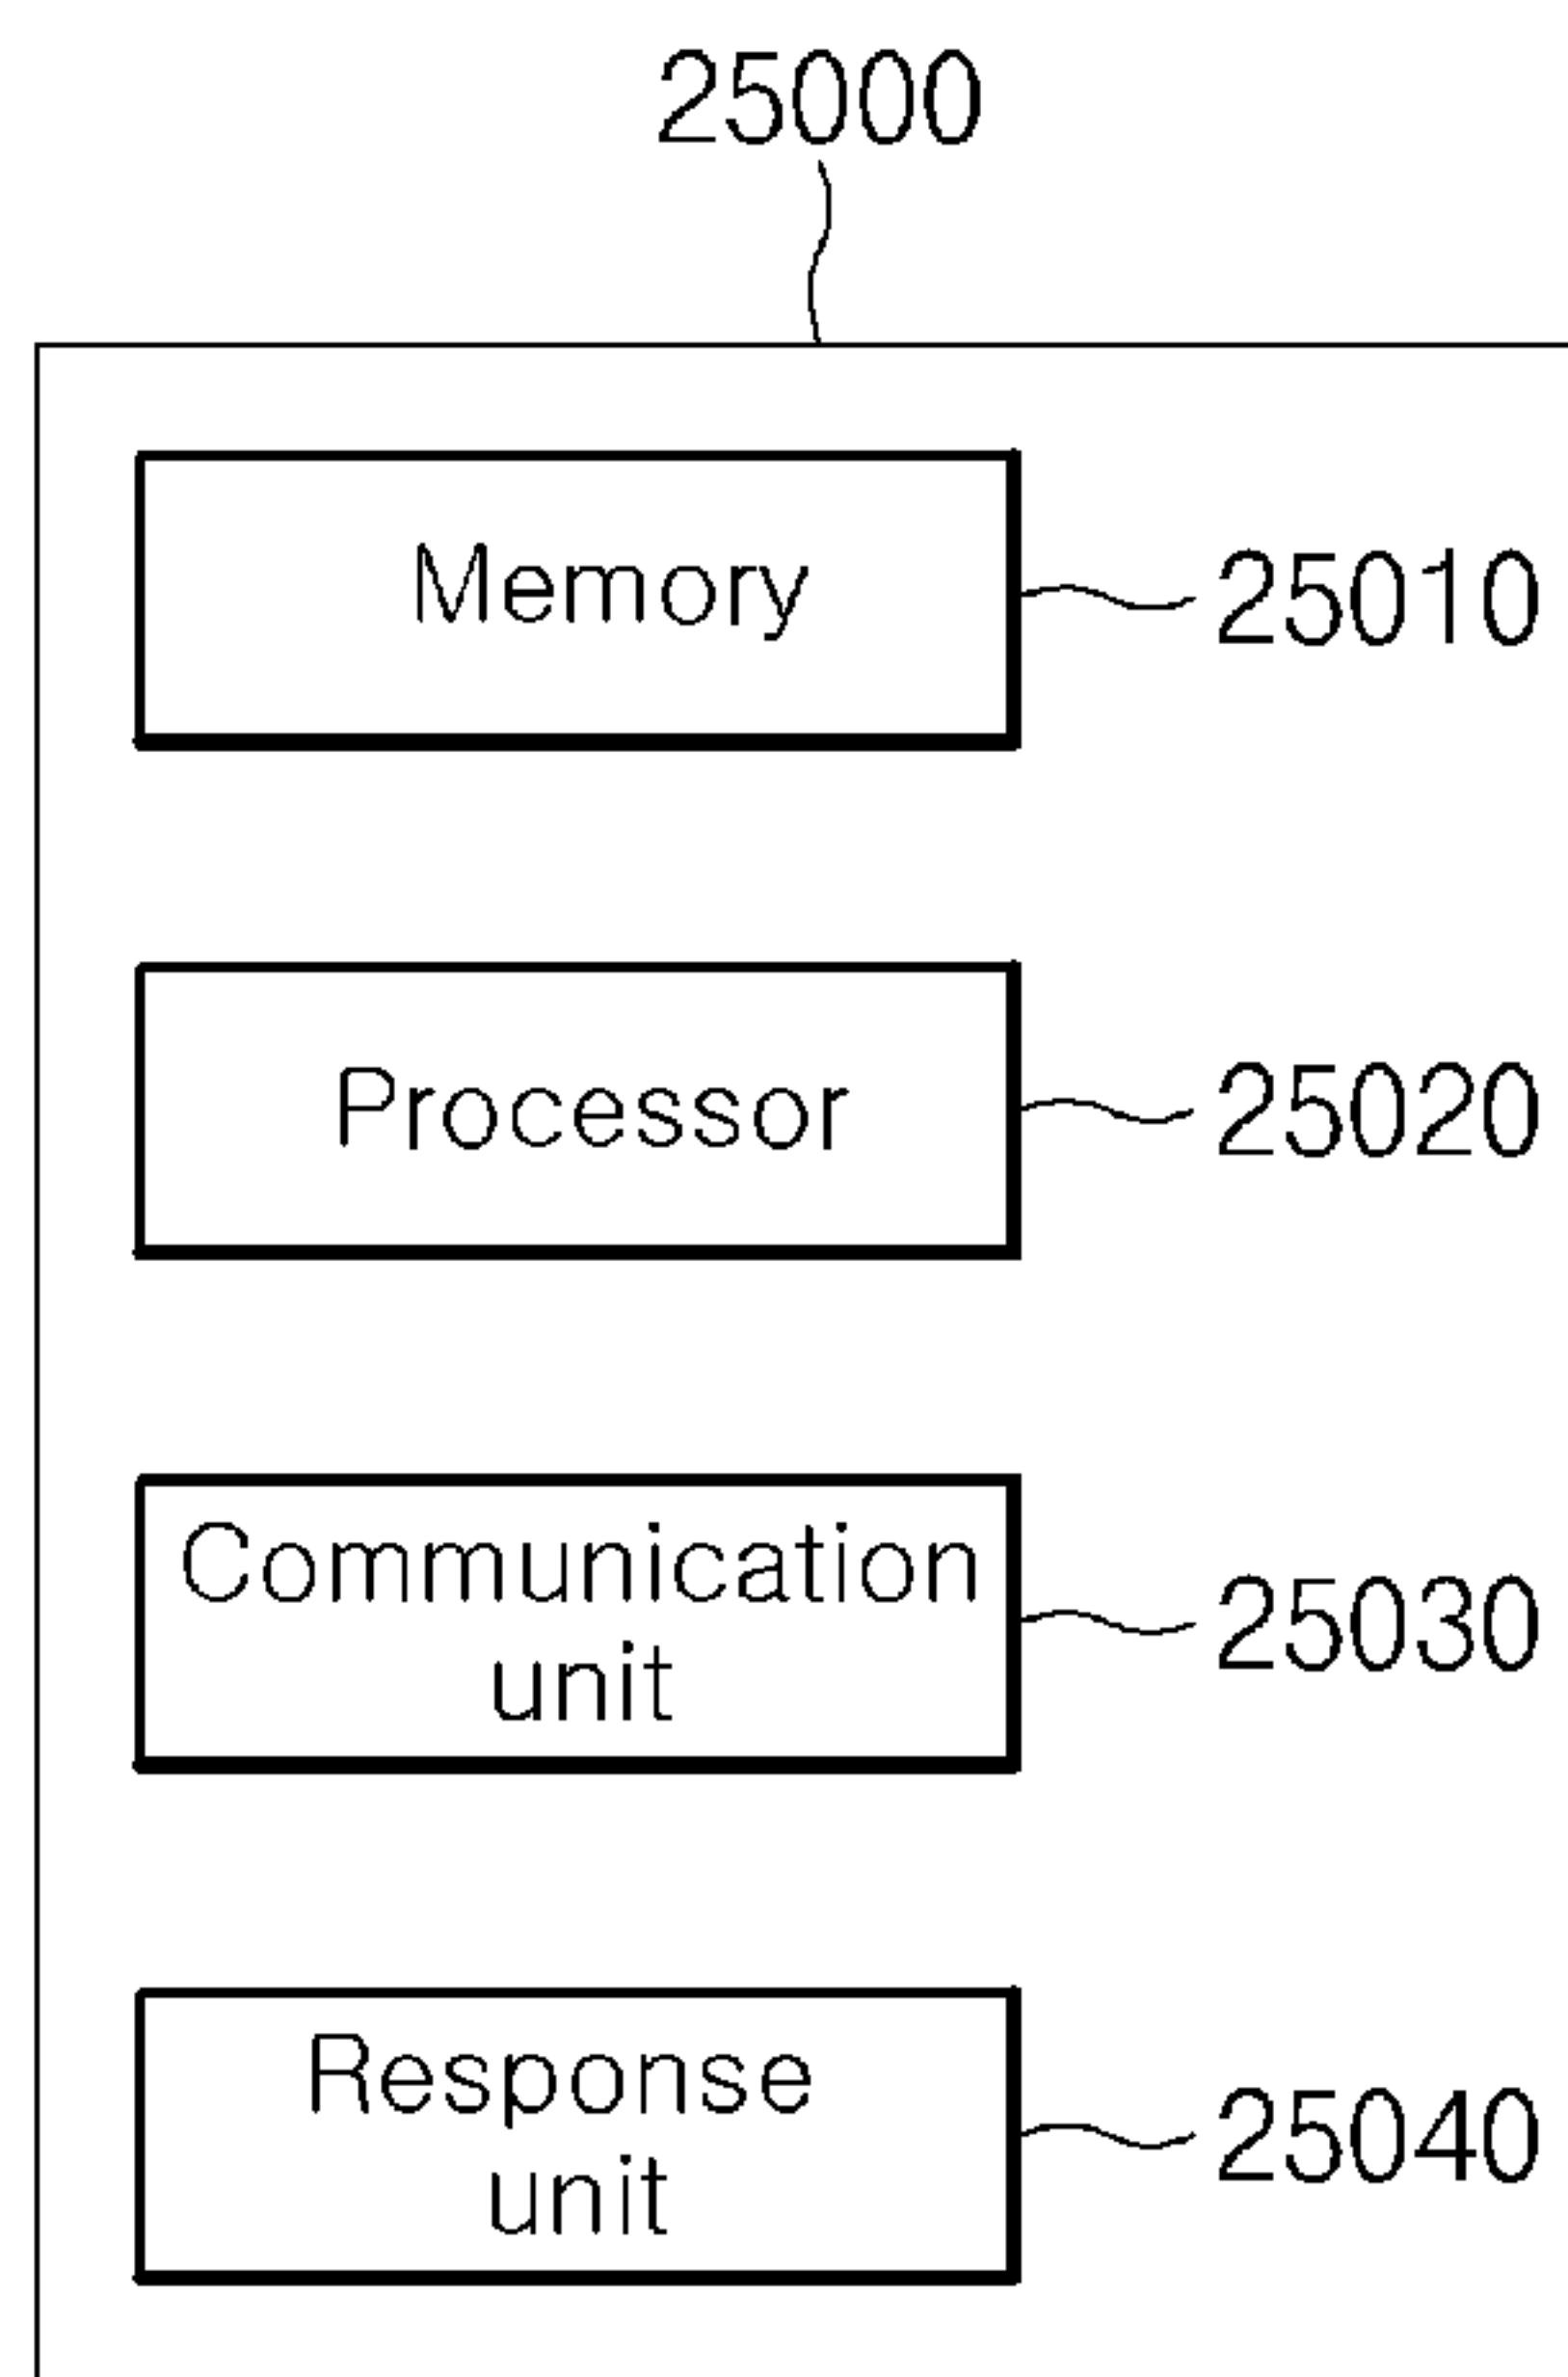 25000
Memory
25010
Processor
25020
Communication
unit
25030
Response
unit
25040